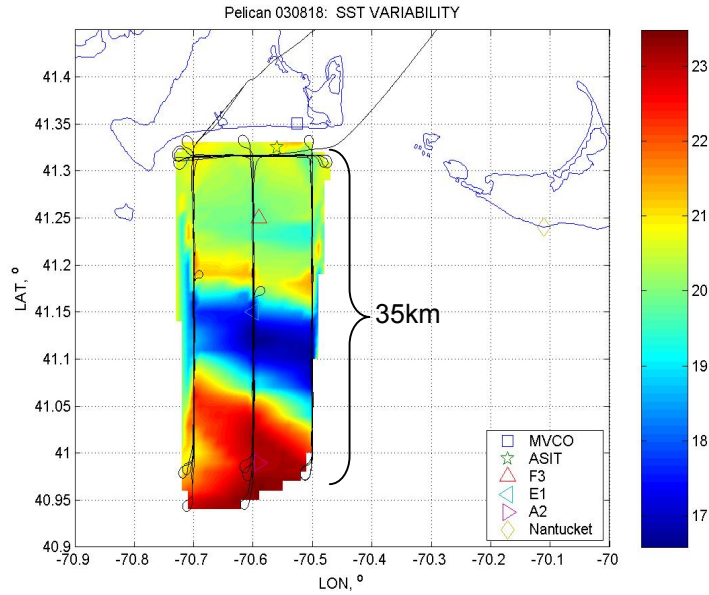 Pelican 030818:  SST VARIABILITY
41.4
41.35
41.3
41.25
41.2
41.15
41.1
41.05
41
40.95
40.9
LAT, °
-70.9
-70.8
-70.7
-70.6
-70.5
-70.4
-70.3
-70.2
-70.1
-70
LON, °
35km
MVCO
ASIT
F3
E1
A2
Nantucket
23
22
21
20
19
18
17